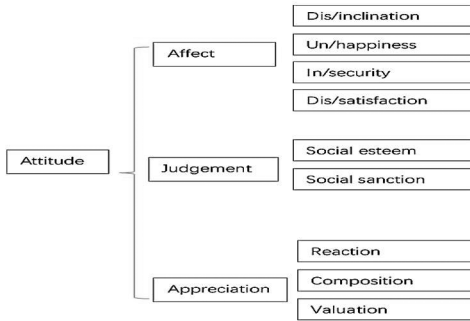 Attitude
Affect
Dis/inclination
Un/happiness
In/security
Dis/satisfaction
Judgement
Social esteem
Social sanction
Appreciation
Reaction
Composition
Valuation